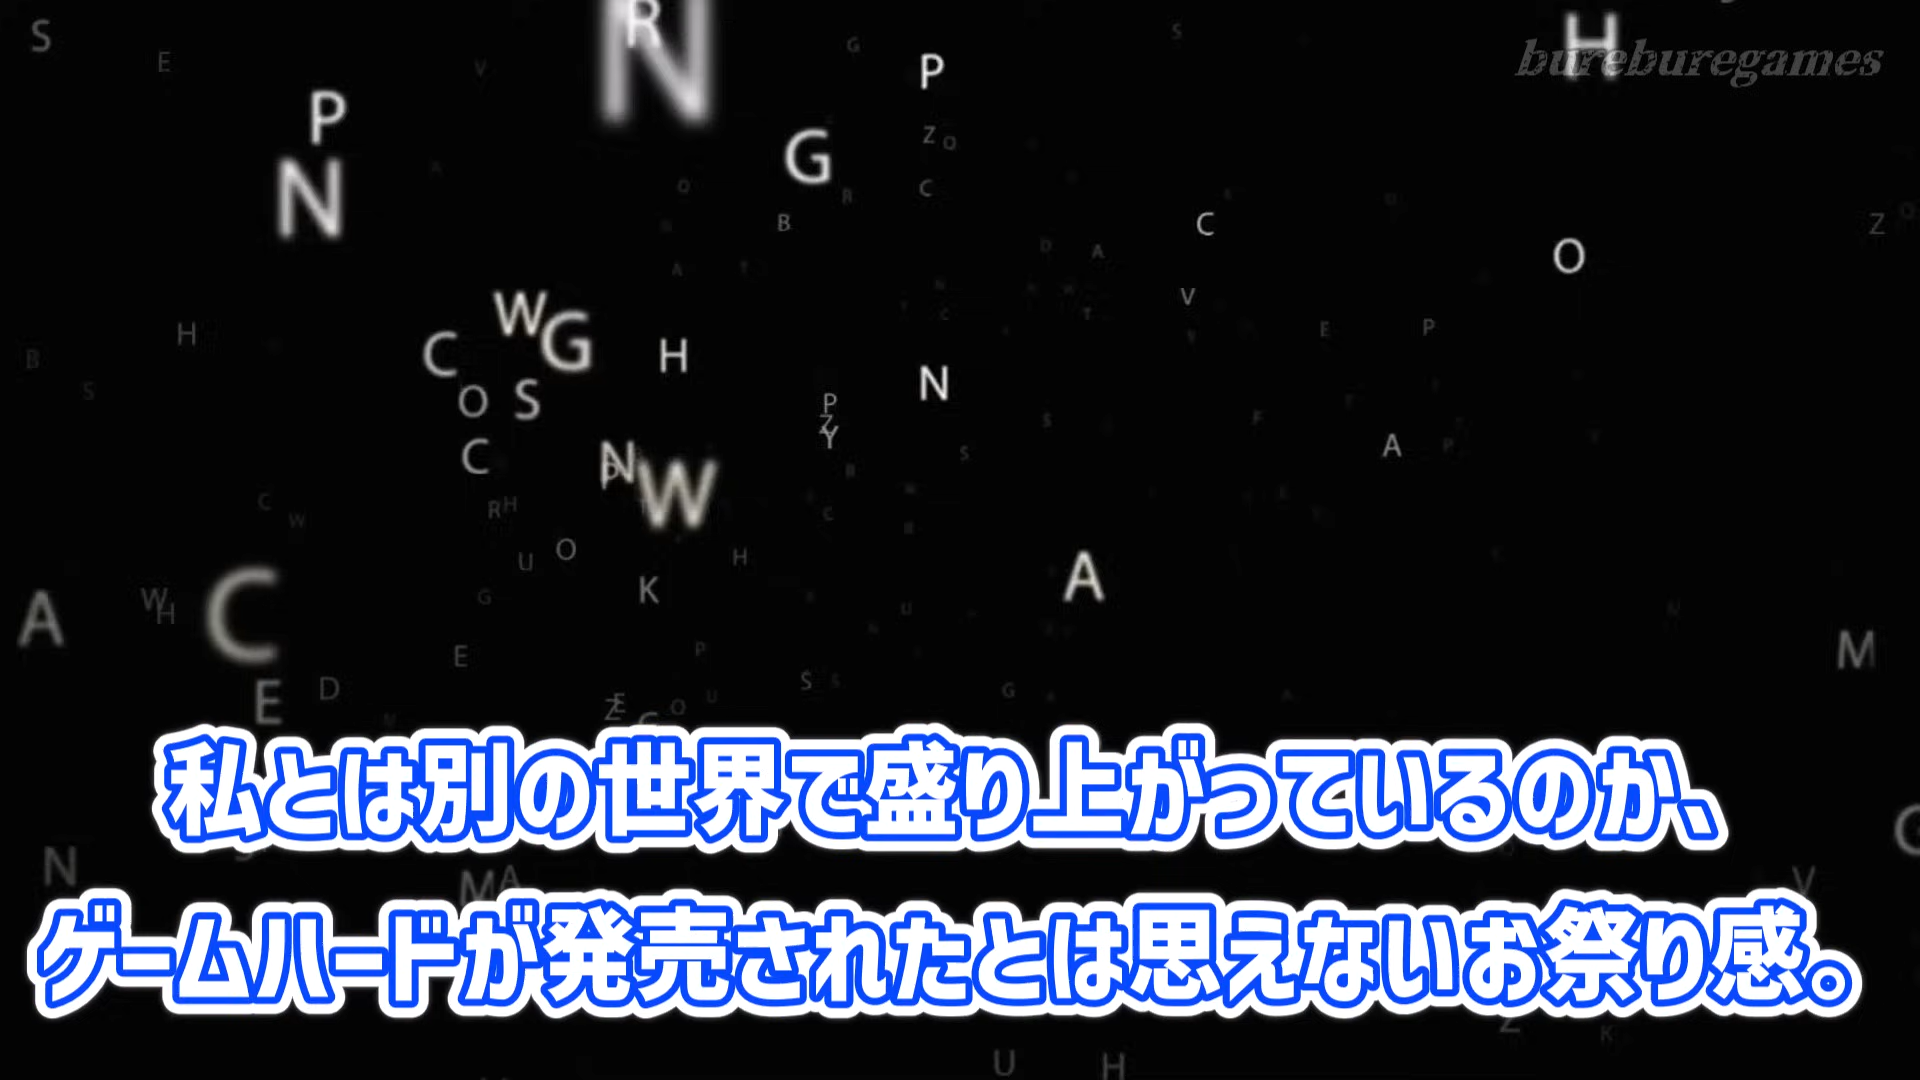 bureburegames
私とは別の世界で盛り上がっているのか、
ゲームハードが発売されたとは思えないお祭り感。